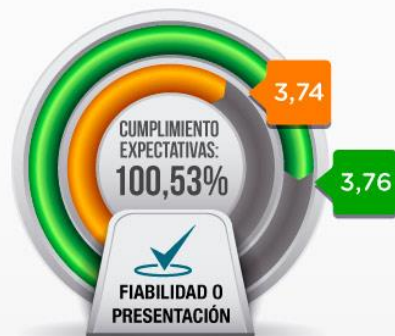 3,74
CUMPLIMIENTO
EXPECTATIVAS:
100,53%
3,76
FIABILIDAD O
PRESENTACIÓN